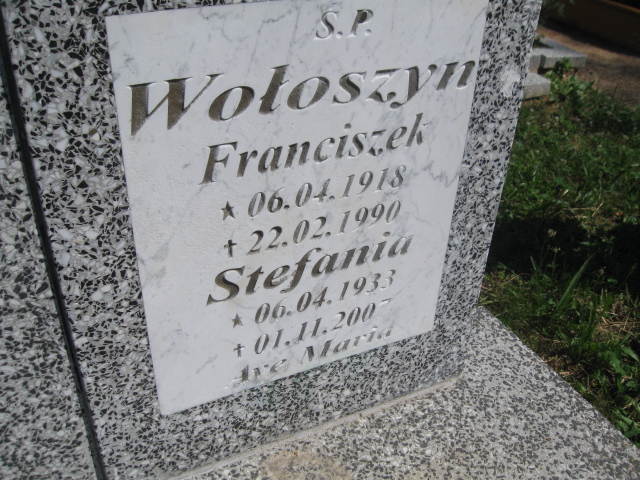 Ś.P.
Wołoszyn
Franciszek
★ 06.04.1918
✝ 22.02.1990
Stefania
★ 06.04.1933
✝ 01.11.2007
Ave Maria